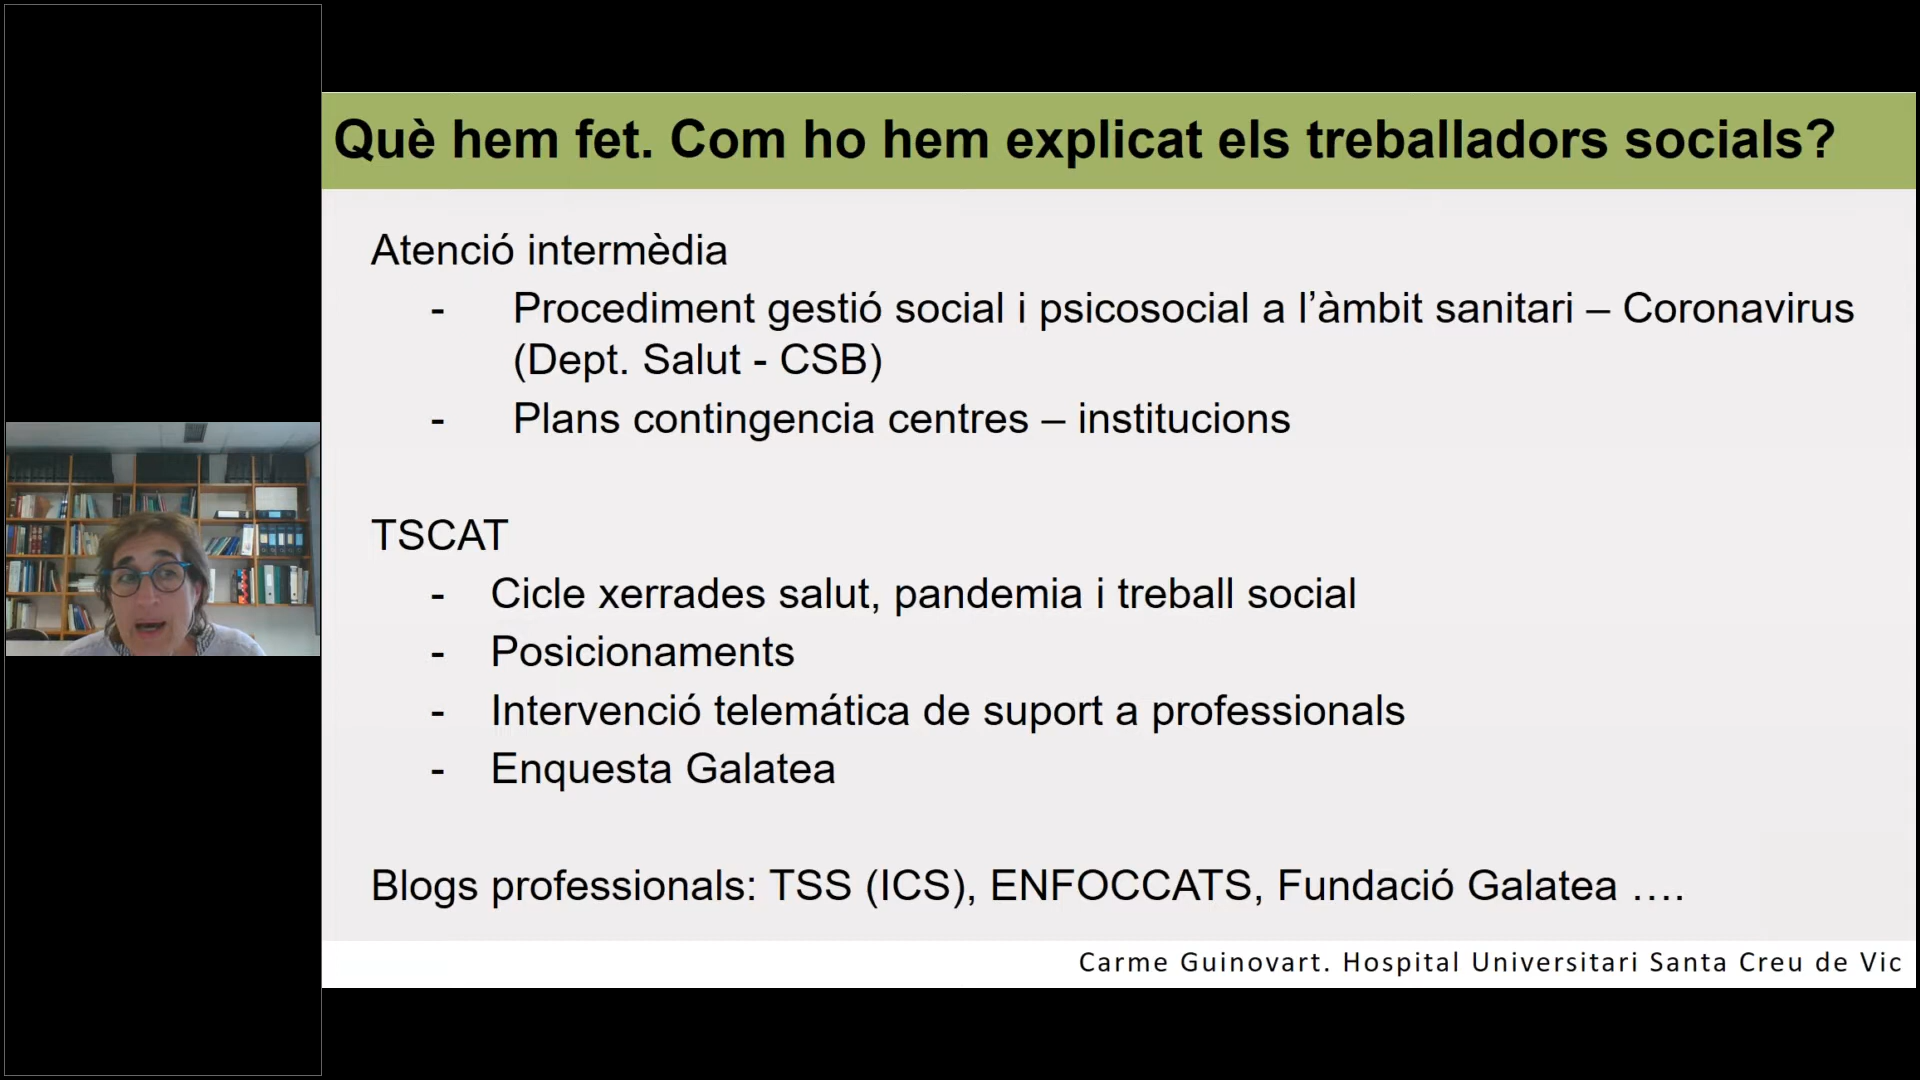 Què hem fet. Com ho hem explicat els treballadors socials?
Atenció intermèdia
- Procediment gestió social i psicosocial a l’àmbit sanitari – Coronavirus
(Dept. Salut - CSB)
- Plans contingencia centres – institucions
TSCAT
- Cicle xerrades salut, pandemia i treball social
- Posicionaments
- Intervenció telemática de suport a professionals
- Enquesta Galatea
Blogs professionals: TSS (ICS), ENFOCCATS, Fundació Galatea ….
Carme Guinovart. Hospital Universitari Santa Creu de Vic